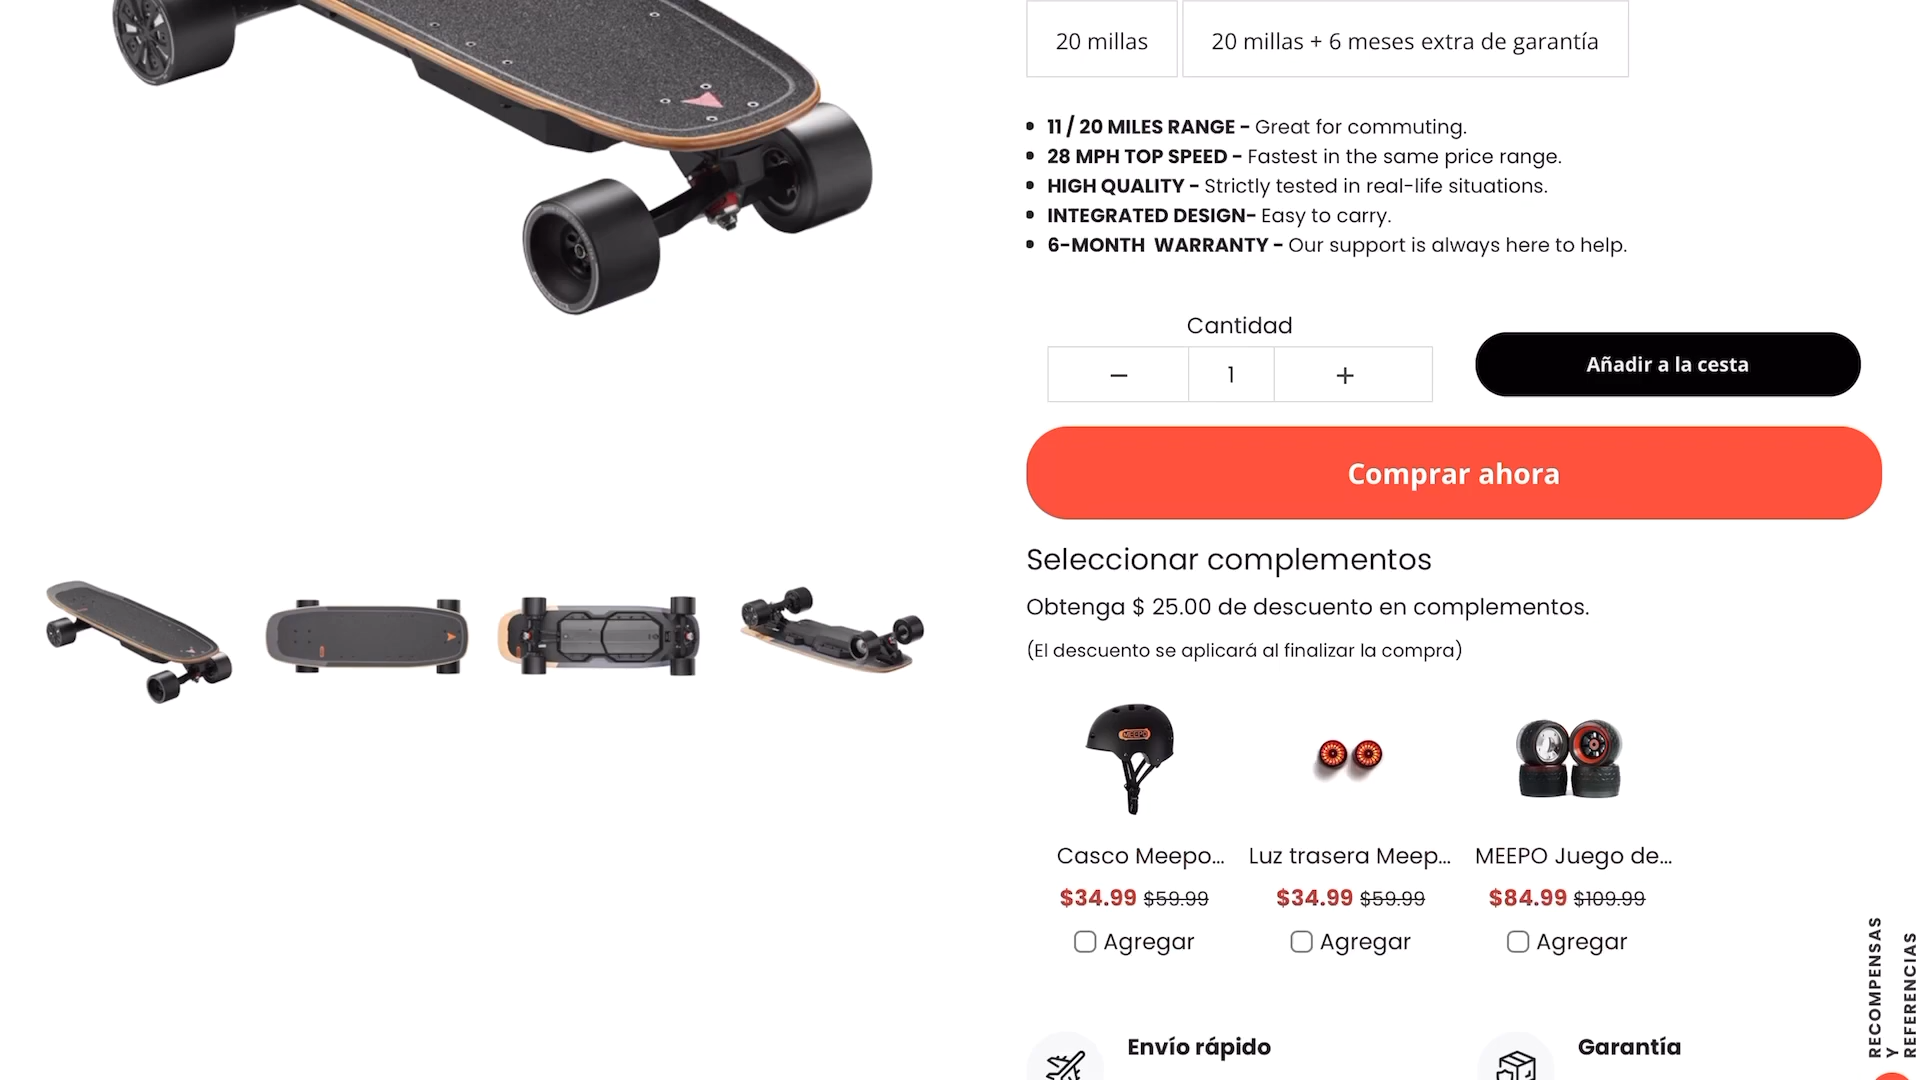 20 millas
20 millas + 6 meses extra de garantía
11 / 20 MILES RANGE - Great for commuting.
28 MPH TOP SPEED - Fastest in the same price range.
HIGH QUALITY - Strictly tested in real-life situations.
INTEGRATED DESIGN- Easy to carry.
6-MONTH WARRANTY - Our support is always here to help.
Cantidad
− 1 +
Añadir a la cesta
Comprar ahora
Seleccionar complementos
Obtenga $ 25.00 de descuento en complementos.
(El descuento se aplicará al finalizar la compra)
MEEPO
Casco Meepo...
$34.99 $59.99
Agregar
Luz trasera Meep...
$34.99 $59.99
Agregar
MEEPO Juego de...
$84.99 $109.99
Agregar
RECOMPENSAS
Y
REFERENCIAS
Envío rápido
Garantía